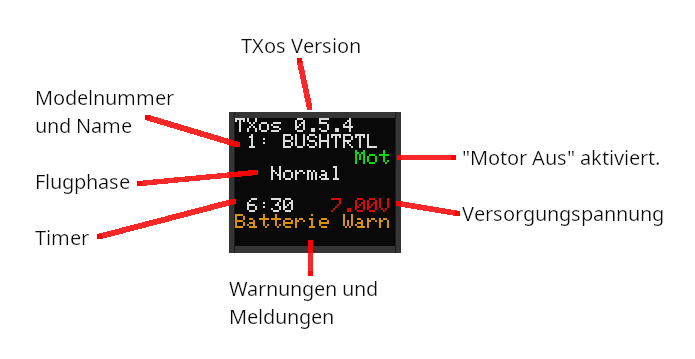 TXos Version
Modelnummer
und Name
TXos 0.5.4
1: BUSHTRTL
Mot
"Motor Aus" aktiviert.
Flugphase
Normal
6:30 7.00V
Versorgungspannung
Timer
Batterie Warn
Warnungen und
Meldungen